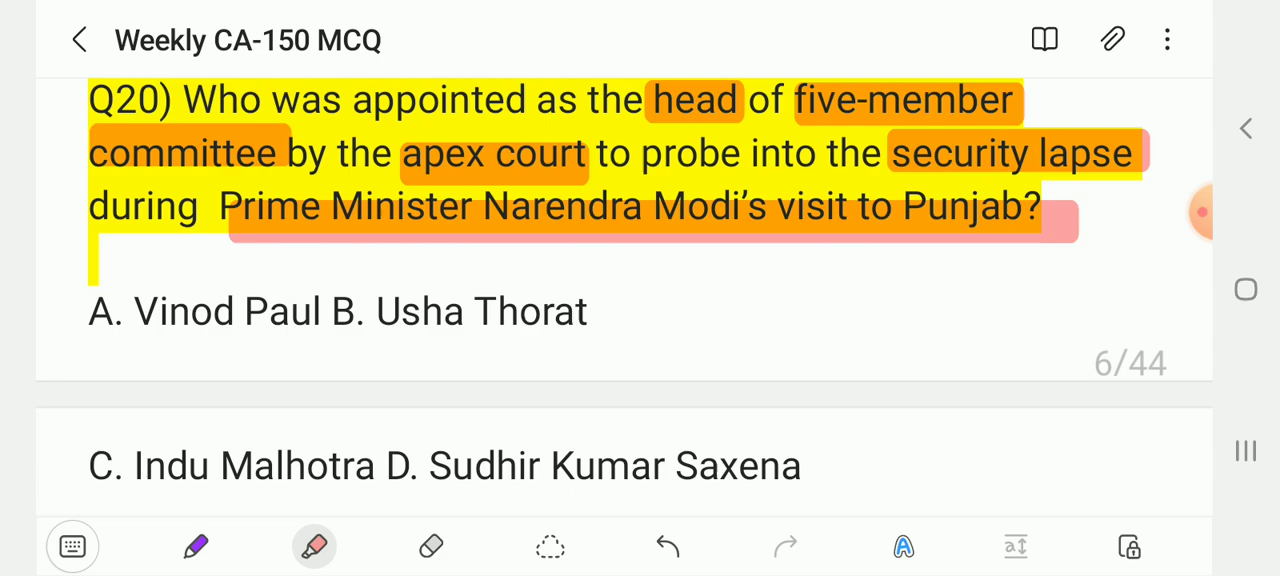 Weekly CA-150 MCQ
Q20) Who was appointed as the head of five-member
committee by the apex court to probe into the security lapse
during Prime Minister Narendra Modi’s visit to Punjab?
A. Vinod Paul B. Usha Thorat
6/44
C. Indu Malhotra D. Sudhir Kumar Saxena